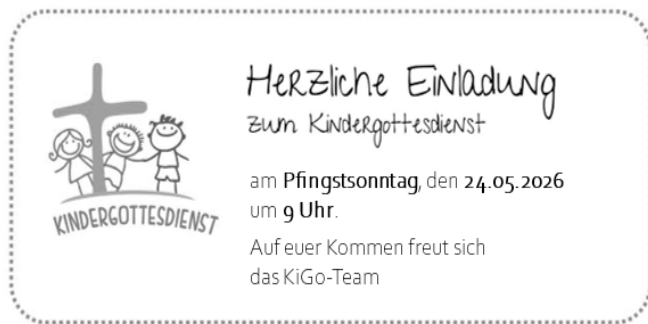 Herzliche Einladung
zum Kindergottesdienst
am Pfingstsonntag, den 24.05.2026
um 9 Uhr.
Auf euer Kommen freut sich
das KiGo-Team
KINDERGOTTESDIENST